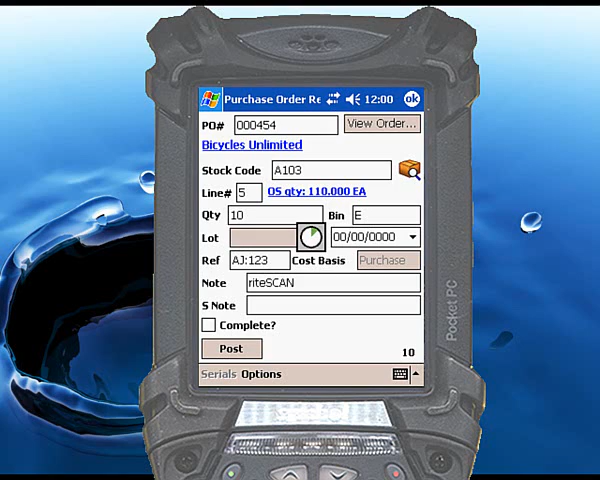 Purchase Order Re 12:00 ok
PO# 000454 View Order...
Bicycles Unlimited
Stock Code A103
Line# 5 OS qty: 110.000 EA
Qty 10 Bin E
Lot 00/00/0000
Ref AJ:123 Cost Basis Purchase
Note riteSCAN
S Note
Complete?
Post 10
Serials Options
Pocket PC